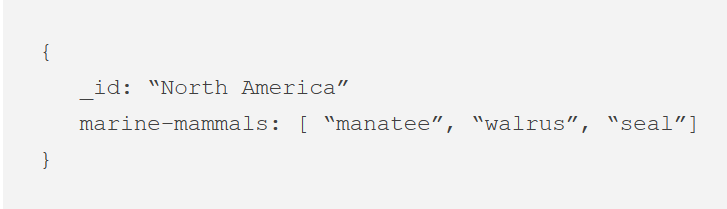 {
_id: “North America”
marine-mammals: [ “manatee”, “walrus”, “seal”]
}